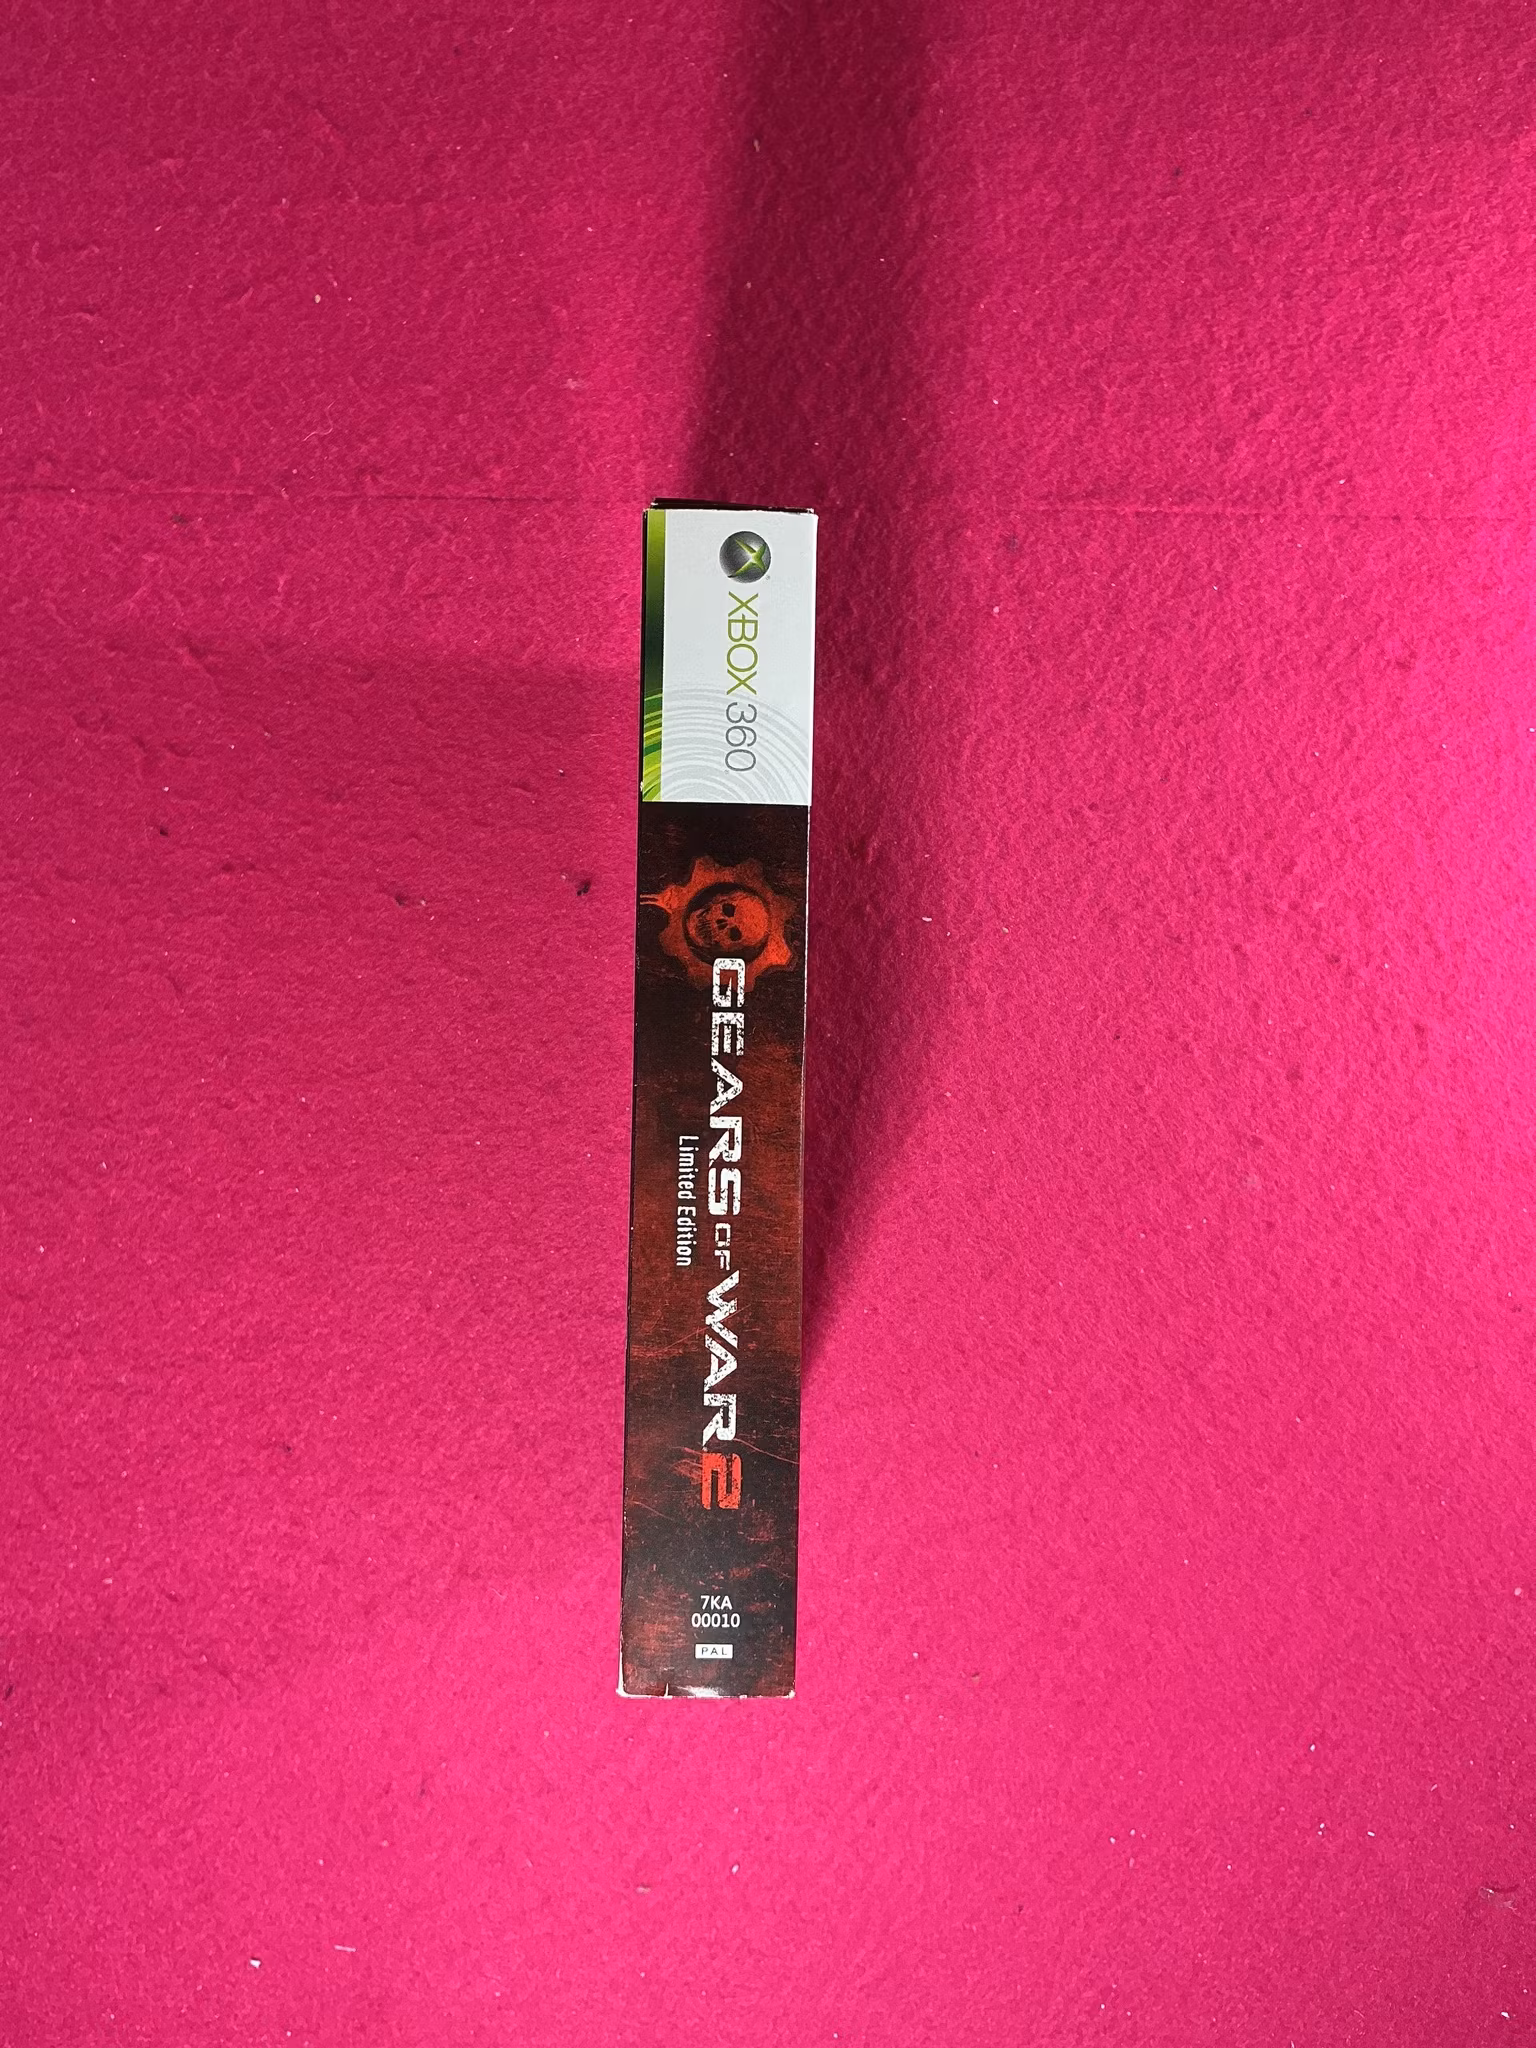 XBOX 360
GEARS OF WAR 2
Limited Edition
7KA
00010
PAL